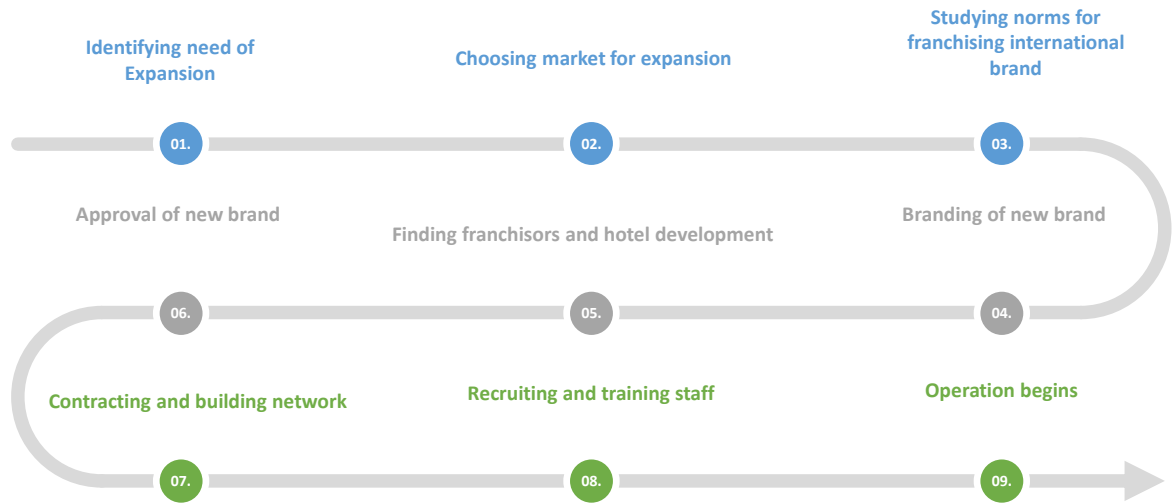 Identifying need of
Expansion
Choosing market for expansion
Studying norms for
franchising international
brand
01.
02.
03.
Approval of new brand
Finding franchisors and hotel development
Branding of new brand
06.
05.
04.
Contracting and building network
Recruiting and training staff
Operation begins
07.
08.
09.